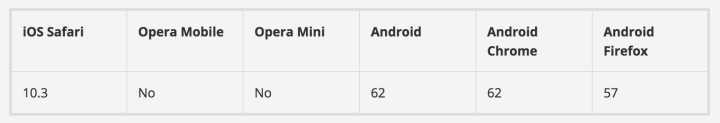 iOS Safari Opera Mobile Opera Mini Android Android Chrome Android Firefox
10.3 No No 62 62 57